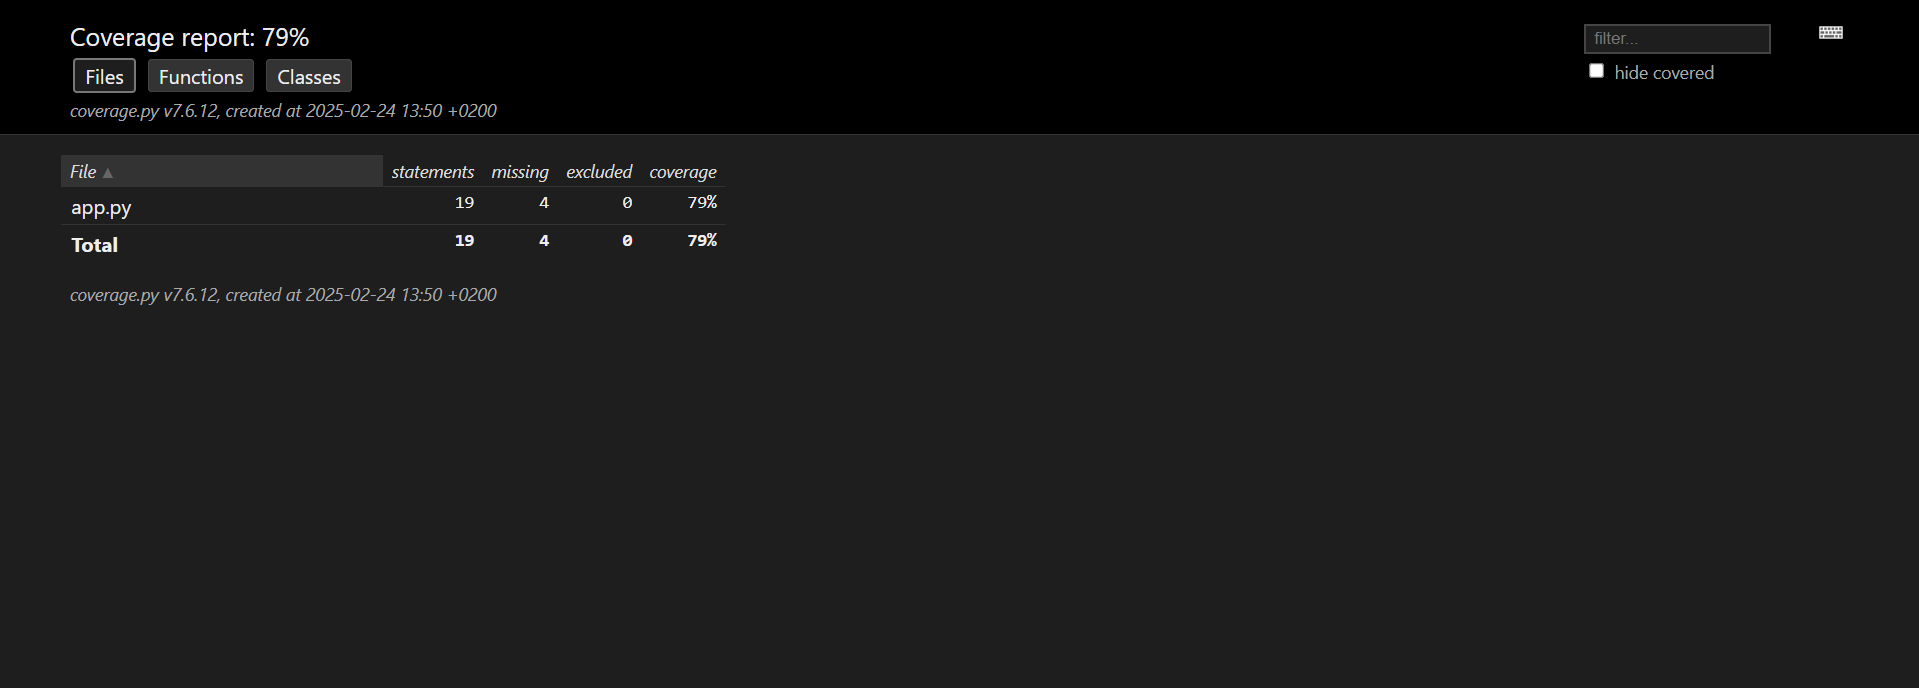 Coverage report: 79%
filter...
hide covered
Files Functions Classes
coverage.py v7.6.12, created at 2025-02-24 13:50 +0200
File ▲ statements missing excluded coverage
app.py 19 4 0 79%
Total 19 4 0 79%
coverage.py v7.6.12, created at 2025-02-24 13:50 +0200